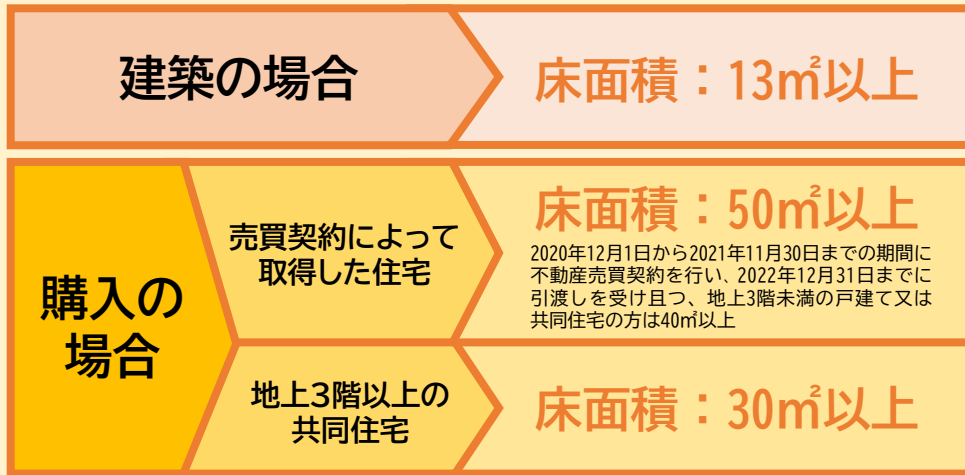 建築の場合
床面積：13㎡以上
購入の
場合
売買契約によって
取得した住宅
床面積：50㎡以上
2020年12月1日から2021年11月30日までの期間に
不動産売買契約を行い、2022年12月31日までに
引渡しを受け且つ、地上3階未満の戸建て又は
共同住宅の方は40㎡以上
地上3階以上の
共同住宅
床面積：30㎡以上